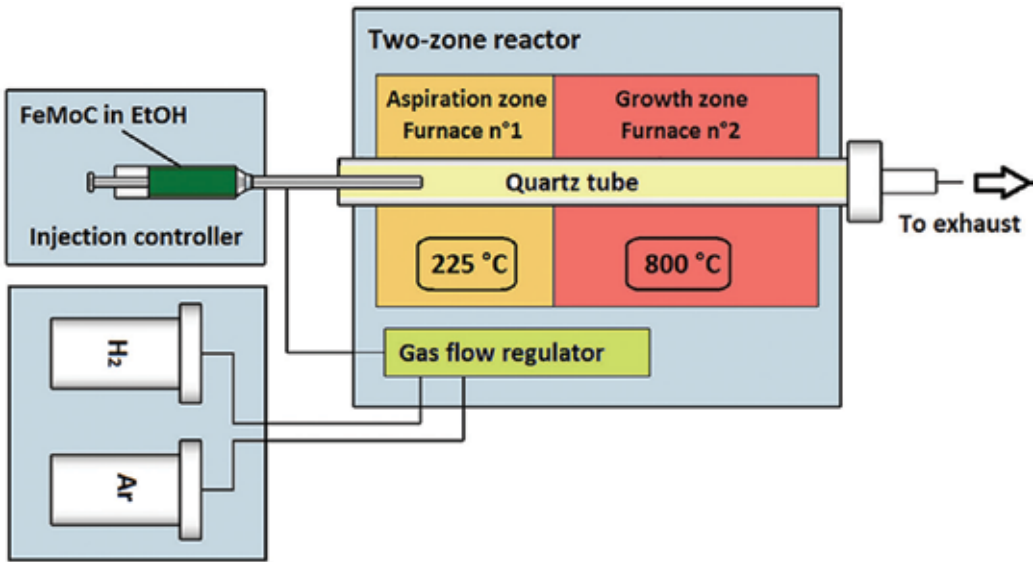 Two-zone reactor
Aspiration zone
Furnace n°1
Growth zone
Furnace n°2
FeMoC in EtOH
Quartz tube
To exhaust
Injection controller
225 °C
800 °C
Gas flow regulator
H₂
Ar